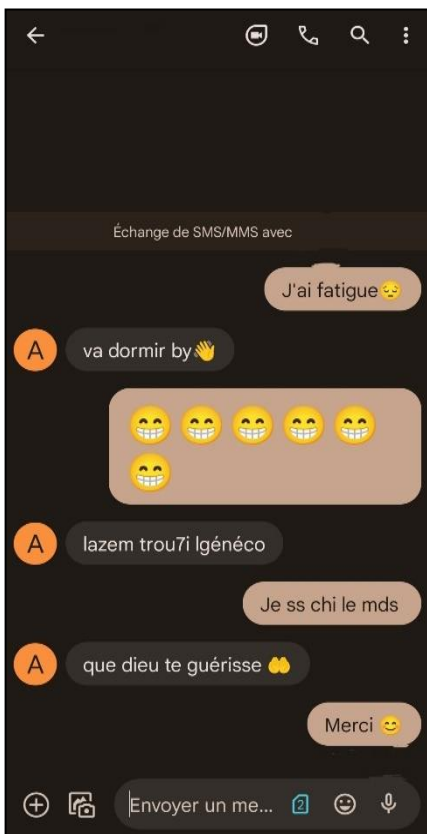 Échange de SMS/MMS avec
J'ai fatigue😔
A
va dormir by👋
😁😁😁😁😁
😁
A
lazem trou7i lgénéco
Je ss chi le mds
A
que dieu te guérisse 🤲
Merci 😊
Envoyer un me... 2